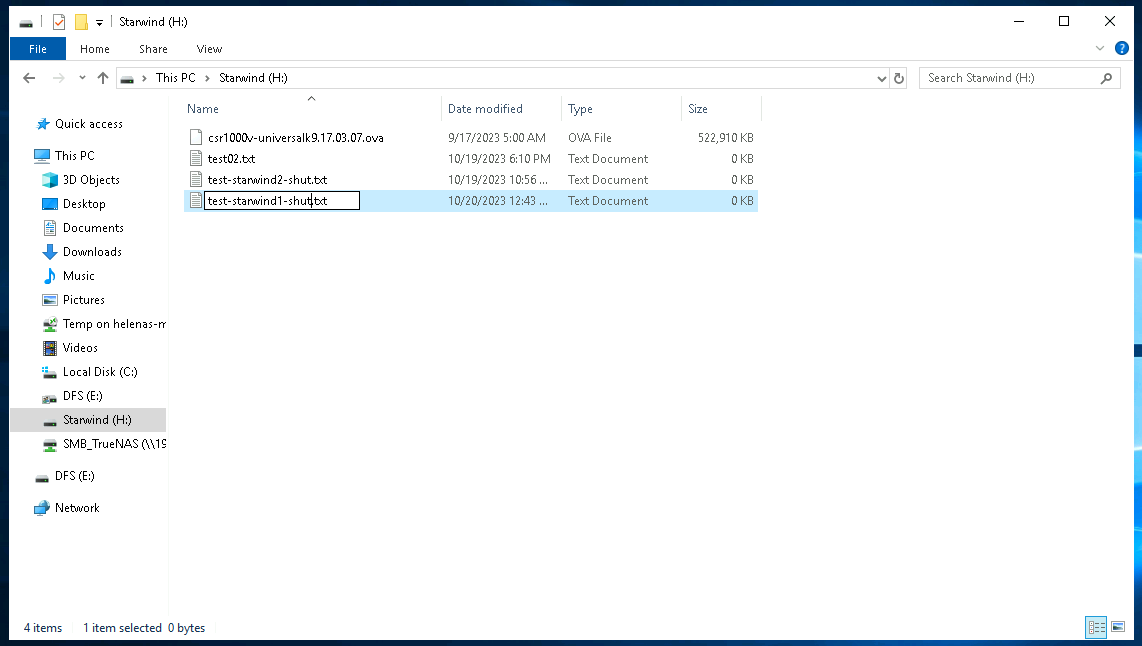 Starwind (H:)
File Home Share View
This PC Starwind (H:) Search Starwind (H:)
Name Date modified Type Size
Quick access
This PC
3D Objects
Desktop
Documents
Downloads
Music
Pictures
Temp on helenas-m
Videos
Local Disk (C:)
DFS (E:)
Starwind (H:)
SMB_TrueNAS (\\19
DFS (E:)
Network
csr1000v-universalk9.17.03.07.ova 9/17/2023 5:00 AM OVA File 522,910 KB
test02.txt 10/19/2023 6:10 PM Text Document 0 KB
test-starwind2-shut.txt 10/19/2023 10:56 ... Text Document 0 KB
test-starwind1-shut.txt 10/20/2023 12:43 ... Text Document 0 KB
4 items 1 item selected 0 bytes